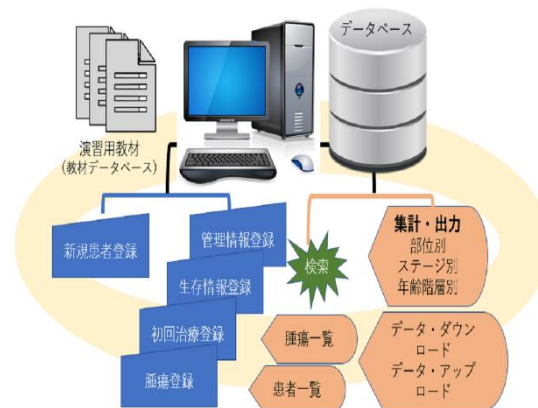 データベース
演習用教材
(教材データベース)
新規患者登録
管理情報登録
生存情報登録
初回治療登録
腫瘍登録
検索
腫瘍一覧
患者一覧
集計・出力
部位別
ステージ別
年齢階層別
データ・ダウン
ロード
データ・アップ
ロード